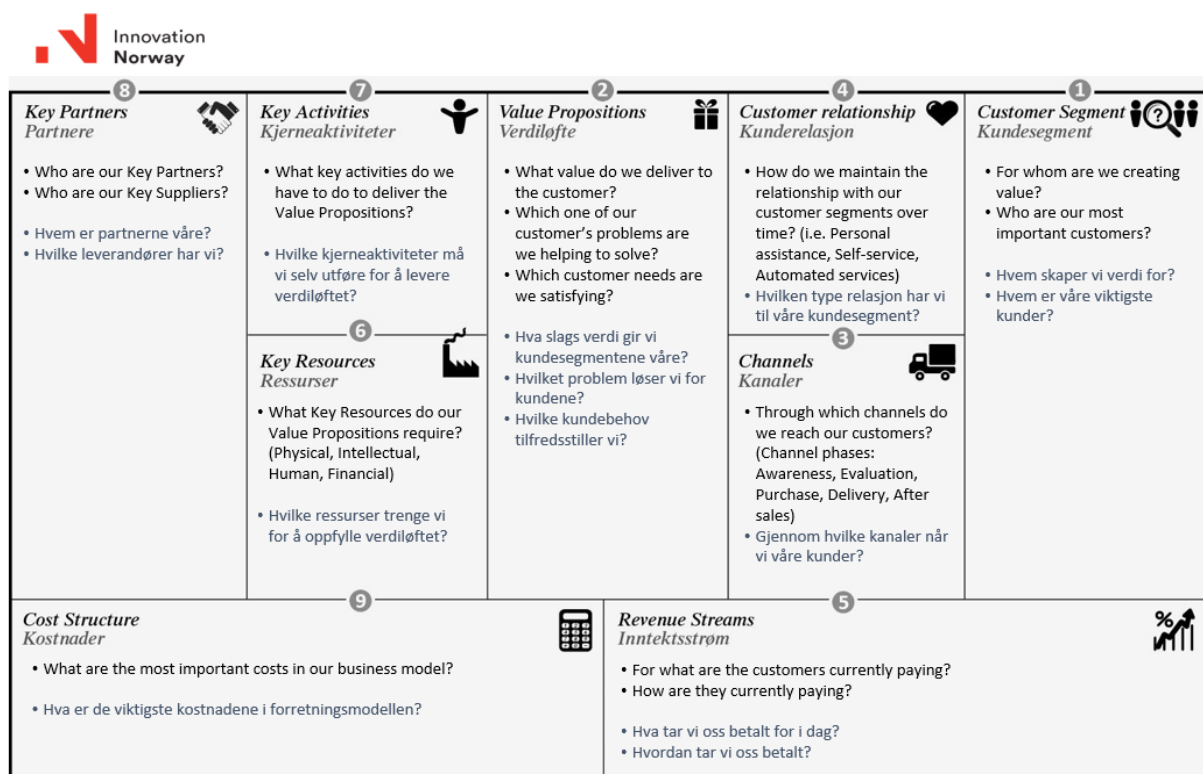 Innovation
Norway
8
Key Partners
Partnere
• Who are our Key Partners?
• Who are our Key Suppliers?
• Hvem er partnerne våre?
• Hvilke leverandører har vi?
7
Key Activities
Kjerneaktiviteter
• What key activities do we
have to do to deliver the
Value Propositions?
• Hvilke kjerneaktiviteter må
vi selv utføre for å levere
verdiløftet?
6
Key Resources
Ressurser
• What Key Resources do our
Value Propositions require?
(Physical, Intellectual,
Human, Financial)
• Hvilke ressurser trenge vi
for å oppfylle verdiløftet?
2
Value Propositions
Verdiløfte
• What value do we deliver to
the customer?
• Which one of our
customer's problems are
we helping to solve?
• Which customer needs are
we satisfying?
• Hva slags verdi gir vi
kundesegmentene våre?
• Hvilket problem løser vi for
kundene?
• Hvilke kundebehov
tilfredsstiller vi?
4
Customer relationship
Kunderelasjon
• How do we maintain the
relationship with our
customer segments over
time? (i.e. Personal
assistance, Self-service,
Automated services)
• Hvilken type relasjon har vi
til våre kundesegment?
3
Channels
Kanaler
• Through which channels do
we reach our customers?
(Channel phases:
Awareness, Evaluation,
Purchase, Delivery, After
sales)
• Gjennom hvilke kanaler når
vi våre kunder?
1
Customer Segment
Kundesegment
?
• For whom are we creating
value?
• Who are our most
important customers?
• Hvem skaper vi verdi for?
• Hvem er våre viktigste
kunder?
9
Cost Structure
Kostnader
• What are the most important costs in our business model?
• Hva er de viktigste kostnadene i forretningsmodellen?
5
Revenue Streams
Inntektsstrøm
%
• For what are the customers currently paying?
• How are they currently paying?
• Hva tar vi oss betalt for i dag?
• Hvordan tar vi oss betalt?